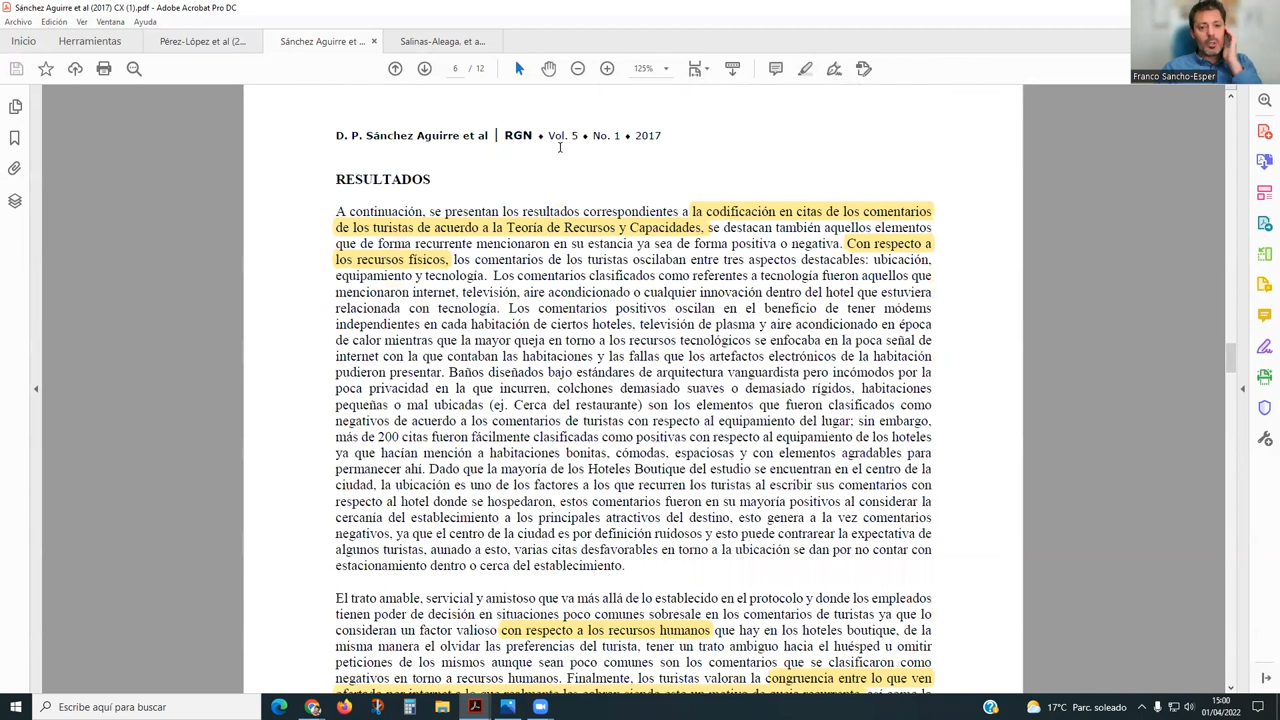 Sánchez Aguirre et al (2017) CX (1).pdf - Adobe Acrobat Pro DC
Archivo Edición Ver Ventana Ayuda
Inicio Herramientas Pérez-López et al (2... Sánchez Aguirre et ... × Salinas-Aleaga, et a...
6 / 12 125%
Franco Sancho-Esper
D. P. Sánchez Aguirre et al | RGN ♦ Vol. 5 ♦ No. 1 ♦ 2017
RESULTADOS
A continuación, se presentan los resultados correspondientes a la codificación en citas de los comentarios
de los turistas de acuerdo a la Teoría de Recursos y Capacidades, se destacan también aquellos elementos
que de forma recurrente mencionaron en su estancia ya sea de forma positiva o negativa. Con respecto a
los recursos físicos, los comentarios de los turistas oscilaban entre tres aspectos destacables: ubicación,
equipamiento y tecnología. Los comentarios clasificados como referentes a tecnología fueron aquellos que
mencionaron internet, televisión, aire acondicionado o cualquier innovación dentro del hotel que estuviera
relacionada con tecnología. Los comentarios positivos oscilan en el beneficio de tener módems
independientes en cada habitación de ciertos hoteles, televisión de plasma y aire acondicionado en época
de calor mientras que la mayor queja en torno a los recursos tecnológicos se enfocaba en la poca señal de
internet con la que contaban las habitaciones y las fallas que los artefactos electrónicos de la habitación
pudieron presentar. Baños diseñados bajo estándares de arquitectura vanguardista pero incómodos por la
poca privacidad en la que incurren, colchones demasiado suaves o demasiado rígidos, habitaciones
pequeñas o mal ubicadas (ej. Cerca del restaurante) son los elementos que fueron clasificados como
negativos de acuerdo a los comentarios de turistas con respecto al equipamiento del lugar; sin embargo,
más de 200 citas fueron fácilmente clasificadas como positivas con respecto al equipamiento de los hoteles
ya que hacían mención a habitaciones bonitas, cómodas, espaciosas y con elementos agradables para
permanecer ahí. Dado que la mayoría de los Hoteles Boutique del estudio se encuentran en el centro de la
ciudad, la ubicación es uno de los factores a los que recurren los turistas al escribir sus comentarios con
respecto al hotel donde se hospedaron, estos comentarios fueron en su mayoría positivos al considerar la
cercanía del establecimiento a los principales atractivos del destino, esto genera a la vez comentarios
negativos, ya que el centro de la ciudad es por definición ruidosos y esto puede contrarear la expectativa de
algunos turistas, aunado a esto, varias citas desfavorables en torno a la ubicación se dan por no contar con
estacionamiento dentro o cerca del establecimiento.
El trato amable, servicial y amistoso que va más allá de lo establecido en el protocolo y donde los empleados
tienen poder de decisión en situaciones poco comunes sobresale en los comentarios de turistas ya que lo
consideran un factor valioso con respecto a los recursos humanos que hay en los hoteles boutique, de la
misma manera el olvidar las preferencias del turista, tener un trato ambiguo hacia el huésped u omitir
peticiones de los mismos aunque sean poco comunes son los comentarios que se clasificaron como
negativos en torno a recursos humanos. Finalmente, los turistas valoran la congruencia entre lo que ven
ofertado por internet a lo que realmente les cobran siendo esto un motivo de queja recurrente, así como lo
Escribe aquí para buscar
17°C Parc. soleado
15:00
01/04/2022